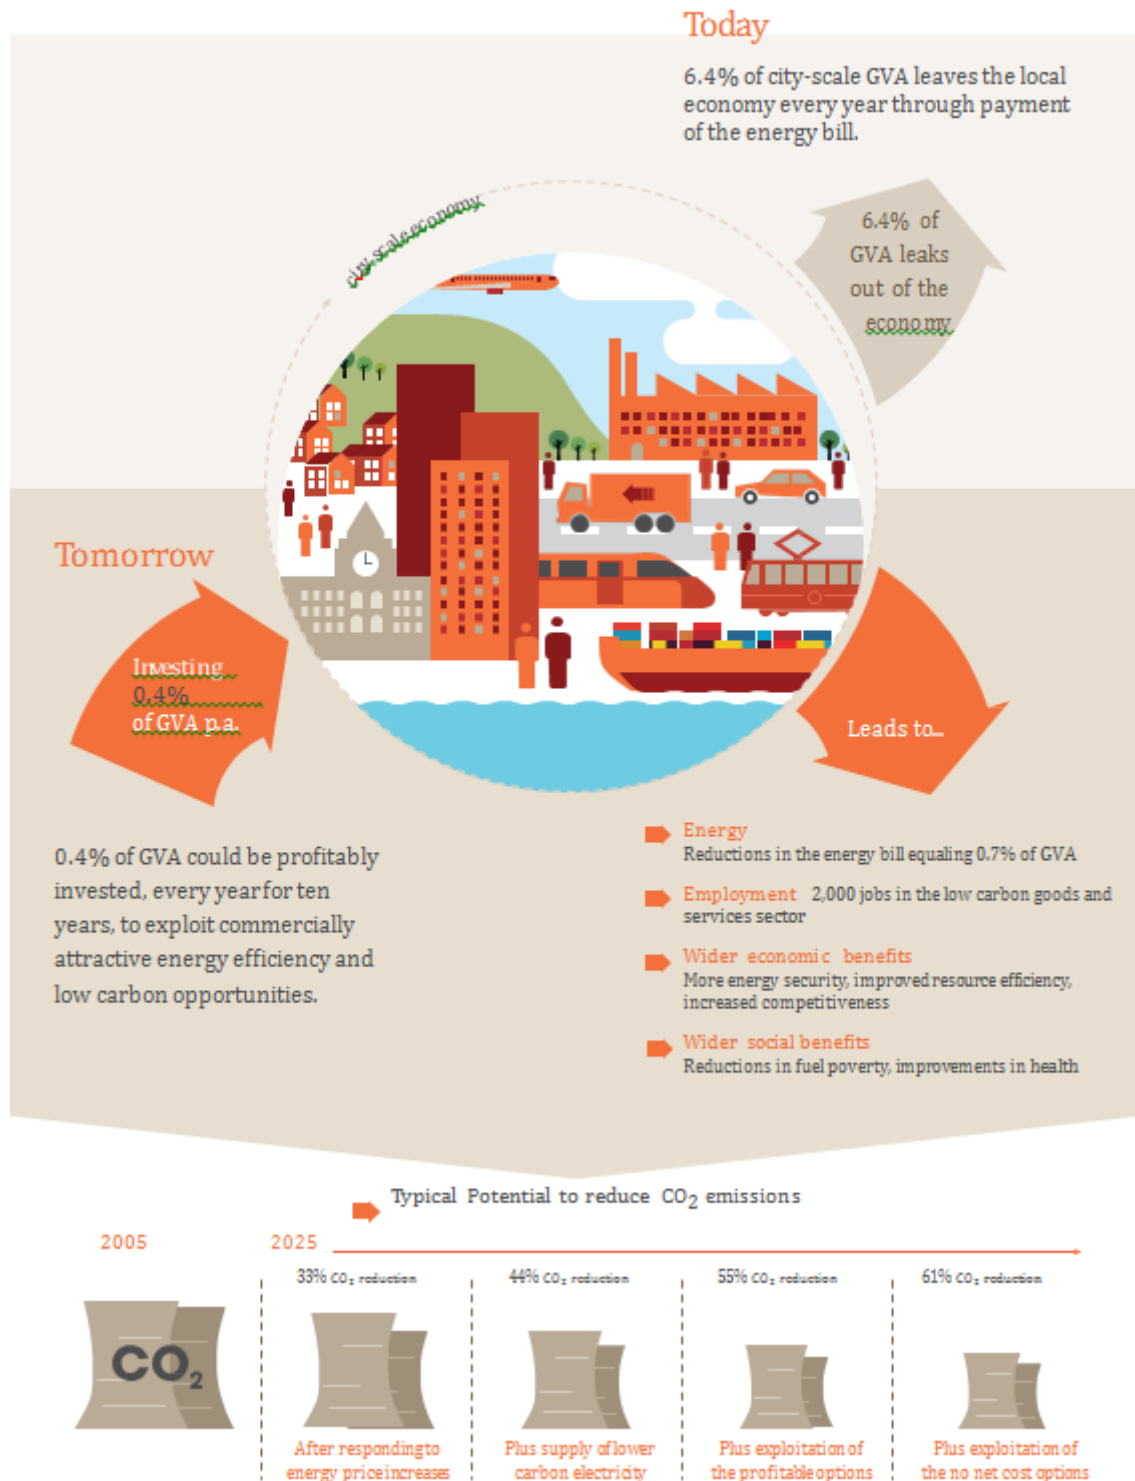 Today
6.4% of city-scale GVA leaves the local
economy every year through payment
of the energy bill.
city-scale economy
6.4% of
GVA leaks
out of the
economy
Tomorrow
Investing
0.4%
of GVA p.a.
Leads to...
0.4% of GVA could be profitably
invested, every year for ten
years, to exploit commercially
attractive energy efficiency and
low carbon opportunities.
Energy
Reductions in the energy bill equaling 0.7% of GVA
Employment 2,000 jobs in the low carbon goods and
services sector
Wider economic benefits
More energy security, improved resource efficiency,
increased competitiveness
Wider social benefits
Reductions in fuel poverty, improvements in health
Typical Potential to reduce CO2 emissions
2005 2025
33% CO2 reduction 44% CO2 reduction 55% CO2 reduction 61% CO2 reduction
CO2
After responding to
energy price increases
Plus supply of lower
carbon electricity
Plus exploitation of
the profitable options
Plus exploitation of
the no net cost options